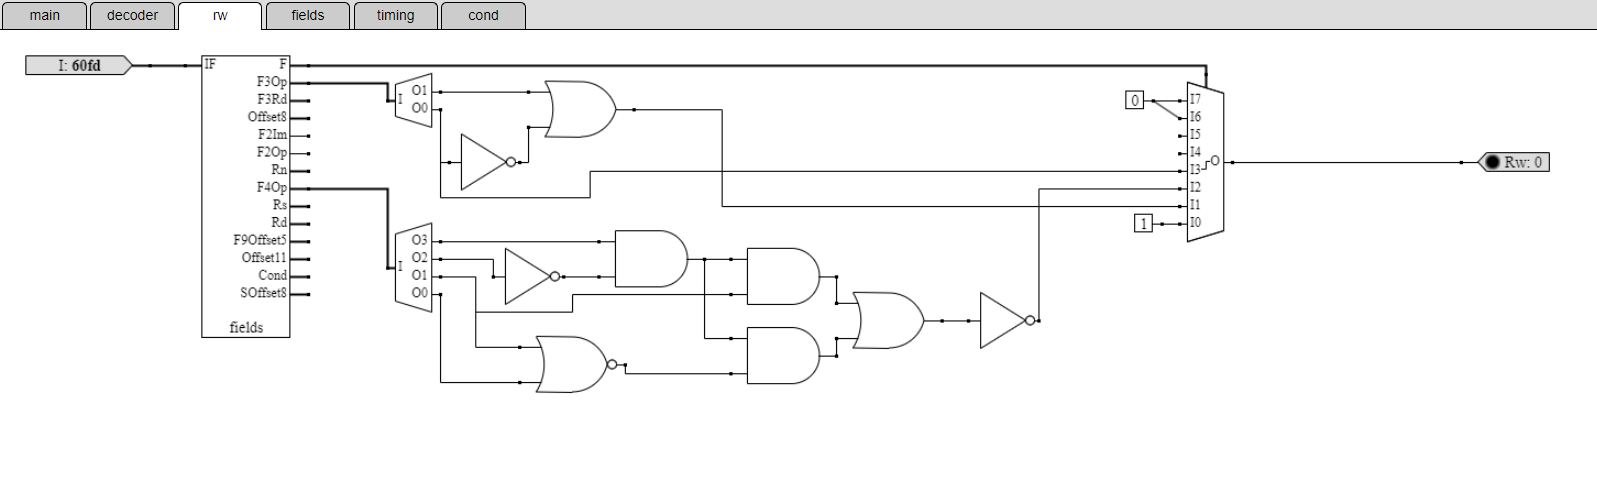 main decoder rw fields timing cond
I: 60fd
IF F
F3Op
F3Rd
Offset8
F2Im
F2Op
Rn
F4Op
Rs
Rd
F9Offset5
Offset11
Cond
SOffset8
fields
I O1
O0
I O3
O2
O1
O0
0
1
I7
I6
I5
I4
I3 O
I2
I1
I0
Rw: 0